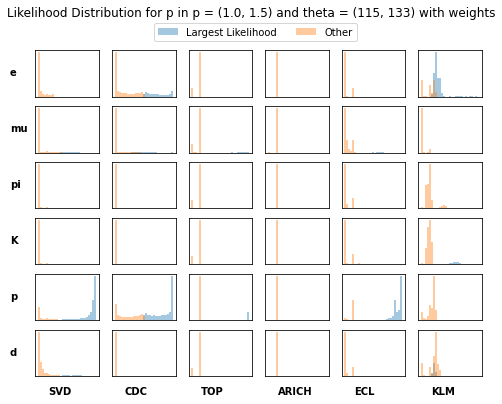 Likelihood Distribution for p in p = (1.0, 1.5) and theta = (115, 133) with weights
Largest Likelihood Other
e
mu
pi
K
p
d
SVD CDC TOP ARICH ECL KLM